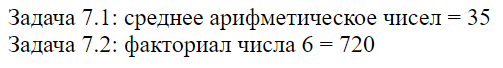 Задача 7.1: среднее арифметическое чисел = 35
Задача 7.2: факториал числа 6 = 720